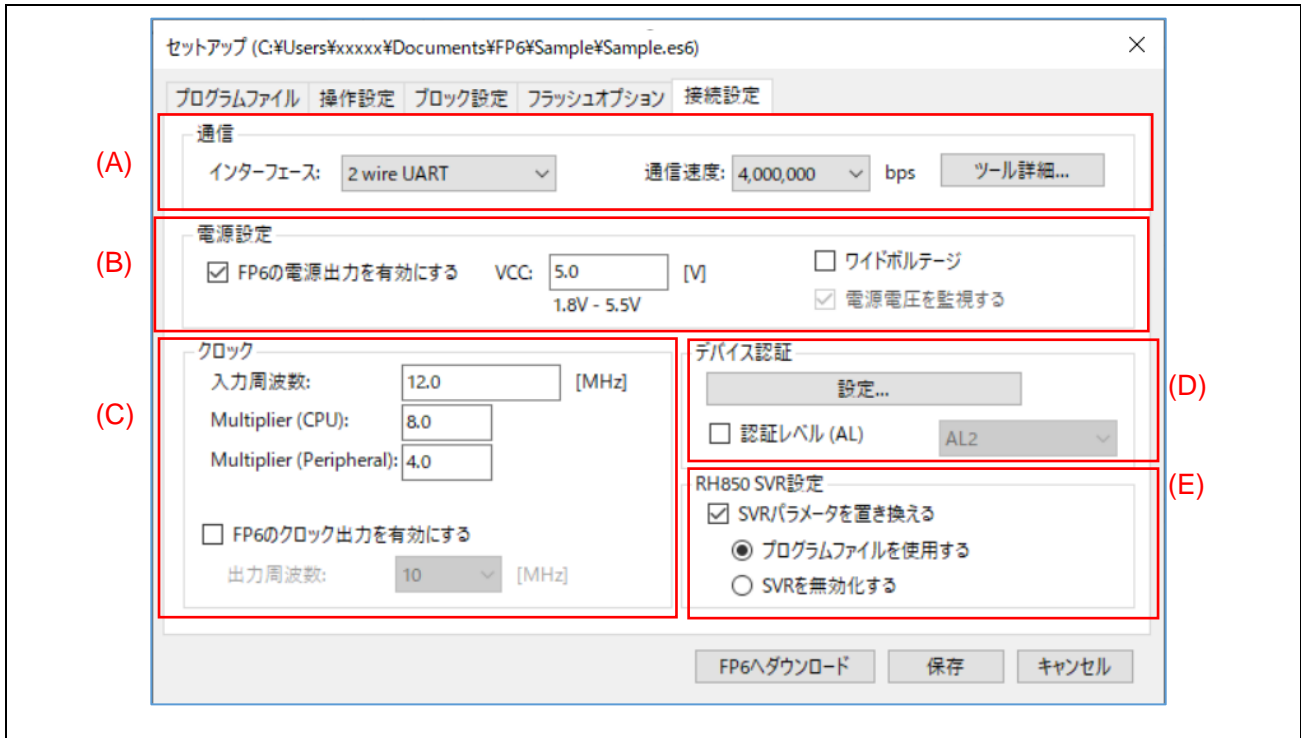 セットアップ (C:¥Users¥xxxxx¥Documents¥FP6¥Sample¥Sample.es6)
プログラムファイル 操作設定 ブロック設定 フラッシュオプション 接続設定
(A)
通信
インターフェース: 2 wire UART 通信速度: 4,000,000 bps ツール詳細...
(B)
電源設定
FP6の電源出力を有効にする VCC: 5.0 [V] ワイドボルテージ
1.8V - 5.5V 電源電圧を監視する
(C)
クロック
入力周波数: 12.0 [MHz]
Multiplier (CPU): 8.0
Multiplier (Peripheral): 4.0
FP6のクロック出力を有効にする
出力周波数: 10 [MHz]
デバイス認証
設定...
(D)
認証レベル (AL) AL2
RH850 SVR設定
(E)
SVRパラメータを置き換える
プログラムファイルを使用する
SVRを無効化する
FP6へダウンロード 保存 キャンセル